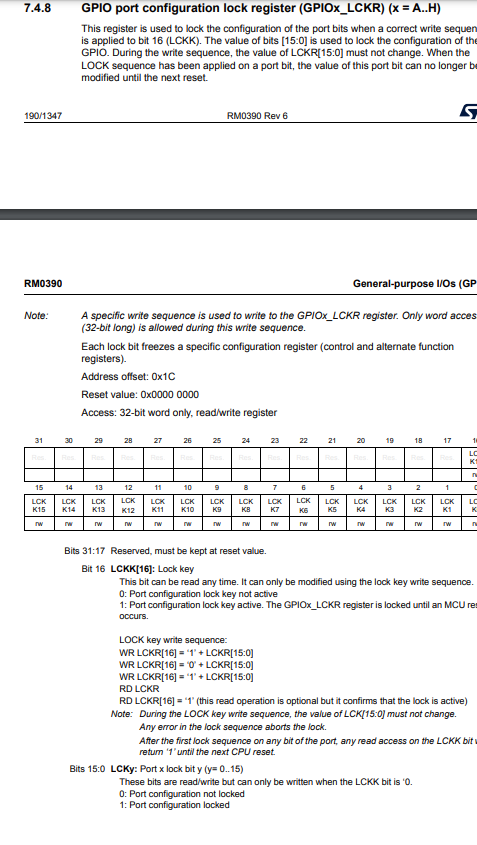 7.4.8 GPIO port configuration lock register (GPIOx_LCKR) (x = A..H)
This register is used to lock the configuration of the port bits when a correct write sequen
is applied to bit 16 (LCKK). The value of bits [15:0] is used to lock the configuration of the
GPIO. During the write sequence, the value of LCKR[15:0] must not change. When the
LOCK sequence has been applied on a port bit, the value of this port bit can no longer be
modified until the next reset.
190/1347 RM0390 Rev 6
RM0390 General-purpose I/Os (GP
Note: A specific write sequence is used to write to the GPIOx_LCKR register. Only word acces
(32-bit long) is allowed during this write sequence.
Each lock bit freezes a specific configuration register (control and alternate function
registers).
Address offset: 0x1C
Reset value: 0x0000 0000
Access: 32-bit word only, read/write register
31 30 29 28 27 26 25 24 23 22 21 20 19 18 17 1
Res. Res. Res. Res. Res. Res. Res. Res. Res. Res. Res. Res. Res. Res. Res. LC
K1
r
15 14 13 12 11 10 9 8 7 6 5 4 3 2 1
LCK LCK LCK LCK LCK LCK LCK LCK LCK LCK LCK LCK LCK LCK LCK LC
K15 K14 K13 K12 K11 K10 K9 K8 K7 K6 K5 K4 K3 K2 K1 K
rw rw rw rw rw rw rw rw rw rw rw rw rw rw rw r
Bits 31:17 Reserved, must be kept at reset value.
Bit 16 LCKK[16]: Lock key
This bit can be read any time. It can only be modified using the lock key write sequence.
0: Port configuration lock key not active
1: Port configuration lock key active. The GPIOx_LCKR register is locked until an MCU re
occurs.
LOCK key write sequence:
WR LCKR[16] = ‘1’ + LCKR[15:0]
WR LCKR[16] = ‘0’ + LCKR[15:0]
WR LCKR[16] = ‘1’ + LCKR[15:0]
RD LCKR
RD LCKR[16] = ‘1’ (this read operation is optional but it confirms that the lock is active)
Note: During the LOCK key write sequence, the value of LCK[15:0] must not change.
Any error in the lock sequence aborts the lock.
After the first lock sequence on any bit of the port, any read access on the LCKK bit
return ‘1’ until the next CPU reset.
Bits 15:0 LCKy: Port x lock bit y (y= 0..15)
These bits are read/write but can only be written when the LCKK bit is ‘0.
0: Port configuration not locked
1: Port configuration locked